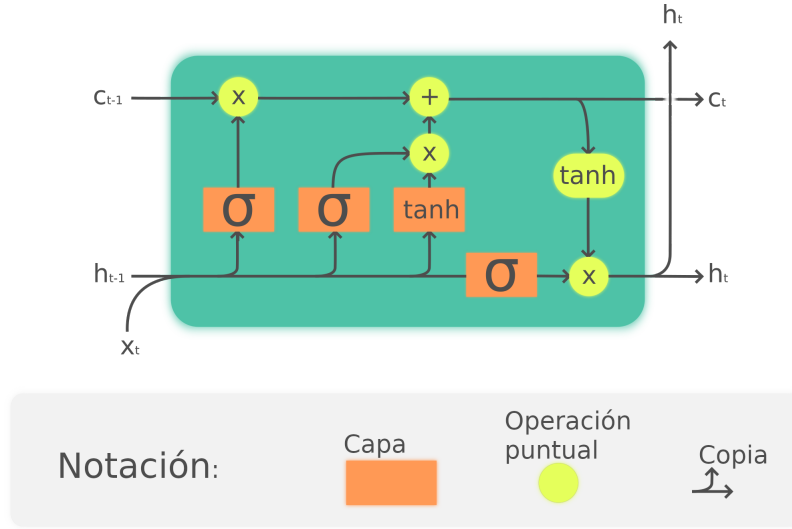 hₜ
cₜ₋₁ x + cₜ
x
tanh
σ σ tanh
hₜ₋₁ σ x hₜ
xₜ
Operación
puntual
Capa
Copia
Notación: